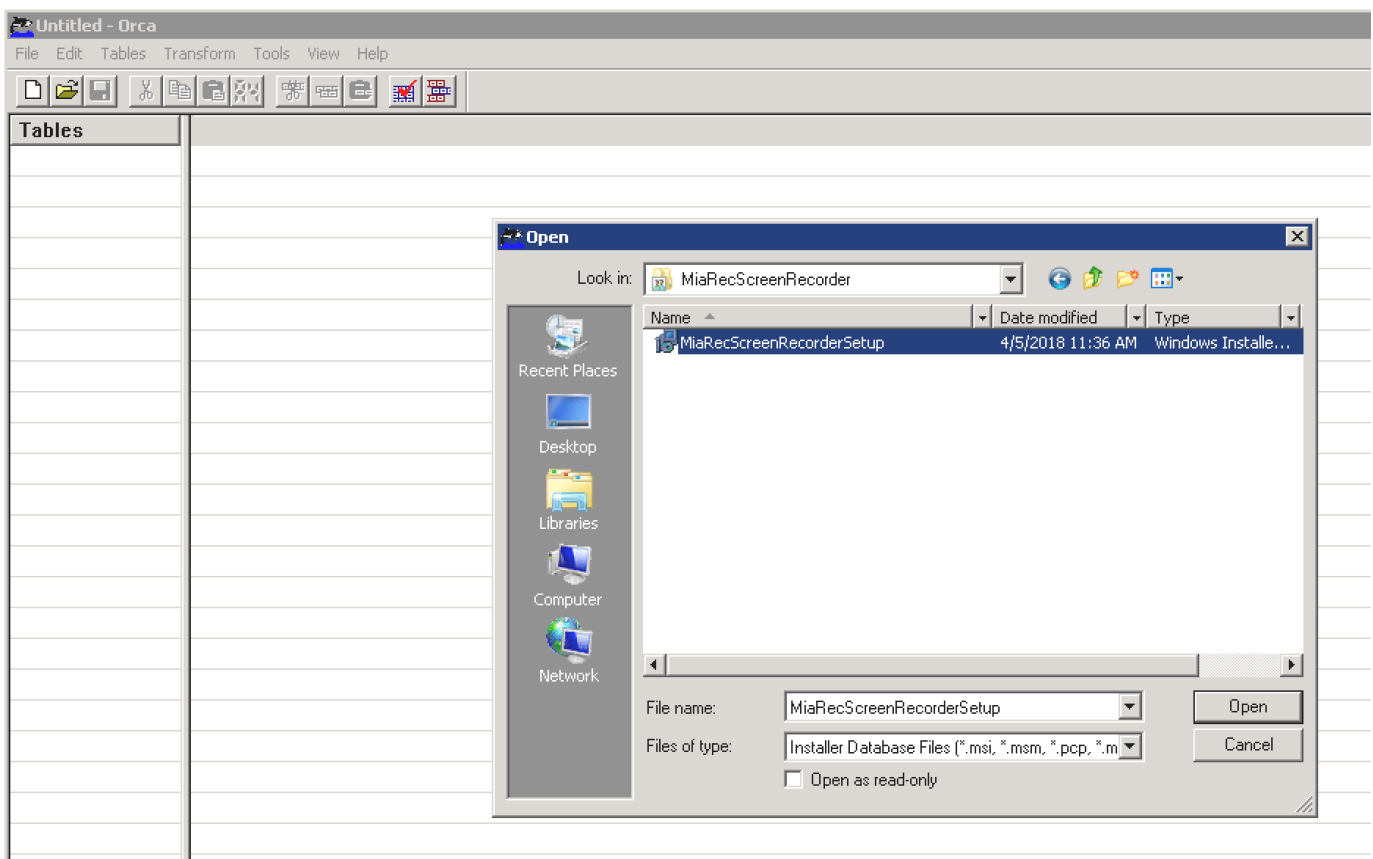 Untitled - Orca
File Edit Tables Transform Tools View Help
Tables
Open
Look in: MiaRecScreenRecorder
Name Date modified Type
MiaRecScreenRecorderSetup 4/5/2018 11:36 AM Windows Installe...
Recent Places
Desktop
Libraries
Computer
Network
File name: MiaRecScreenRecorderSetup Open
Files of type: Installer Database Files (*.msi, *.msm, *.pcp, *.m Cancel
Open as read-only